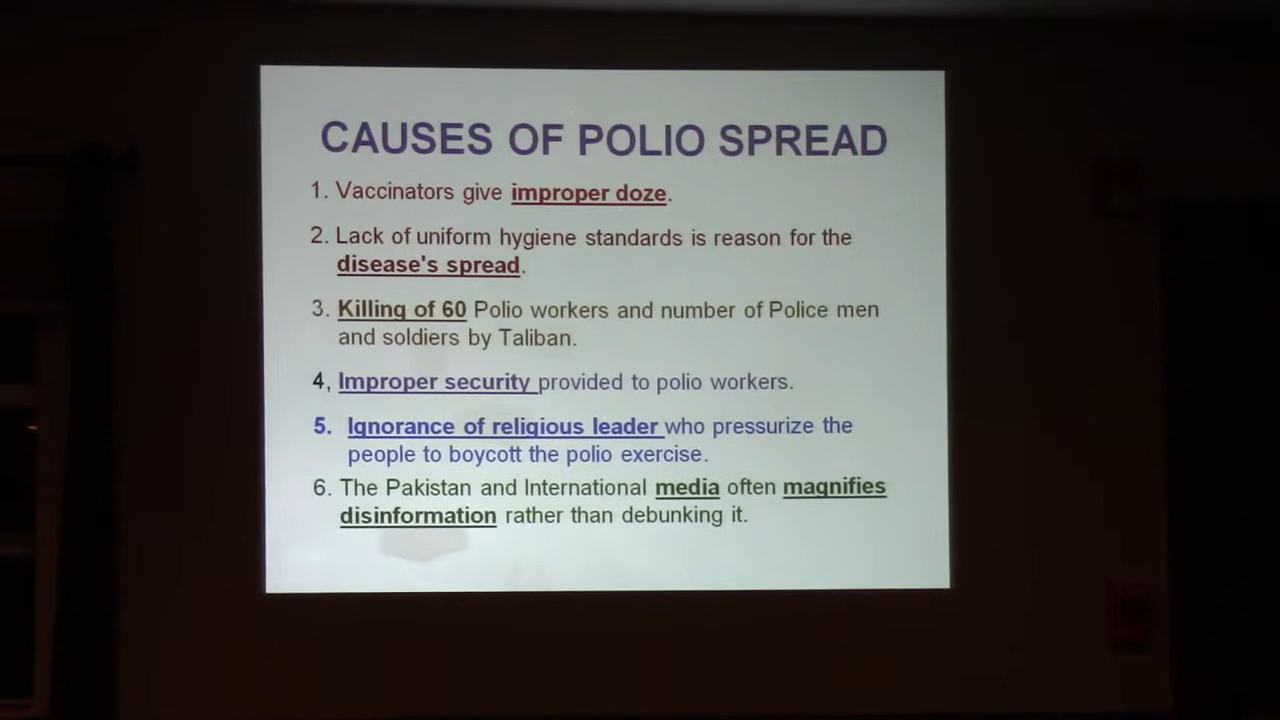 CAUSES OF POLIO SPREAD
1. Vaccinators give improper doze.
2. Lack of uniform hygiene standards is reason for the
disease's spread.
3. Killing of 60 Polio workers and number of Police men
and soldiers by Taliban.
4, Improper security provided to polio workers.
5. Ignorance of religious leader who pressurize the
people to boycott the polio exercise.
6. The Pakistan and International media often magnifies
disinformation rather than debunking it.